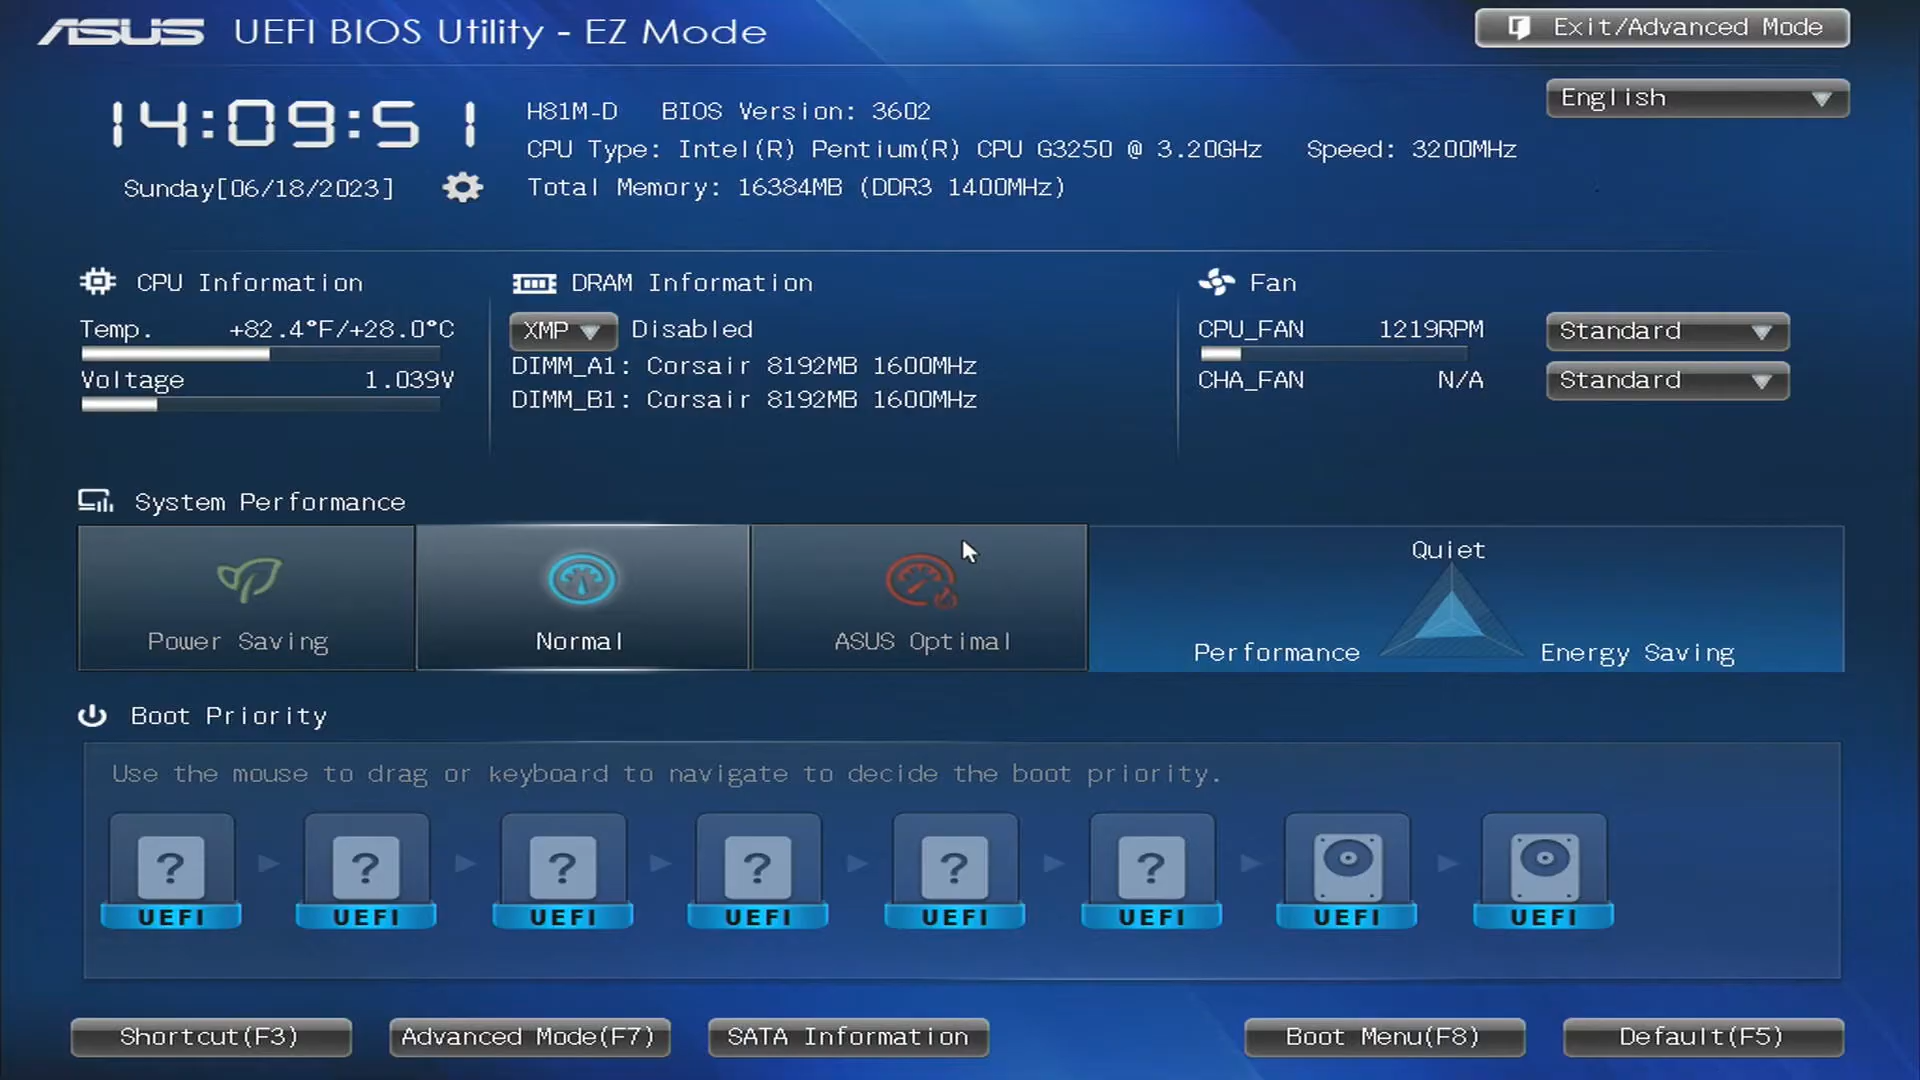 ASUS UEFI BIOS Utility - EZ Mode
Exit/Advanced Mode
English
14:09:51
Sunday[06/18/2023]
H81M-D BIOS Version: 3602
CPU Type: Intel(R) Pentium(R) CPU G3250 @ 3.20GHz Speed: 3200MHz
Total Memory: 16384MB (DDR3 1400MHz)
CPU Information
Temp. +82.4°F/+28.0°C
Voltage 1.039V
DRAM Information
XMP Disabled
DIMM_A1: Corsair 8192MB 1600MHz
DIMM_B1: Corsair 8192MB 1600MHz
Fan
CPU_FAN 1219RPM Standard
CHA_FAN N/A Standard
System Performance
Power Saving
Normal
ASUS Optimal
Quiet
Performance
Energy Saving
Boot Priority
Use the mouse to drag or keyboard to navigate to decide the boot priority.
? ? ? ? ? ?
UEFI UEFI UEFI UEFI UEFI UEFI UEFI UEFI
Shortcut(F3) Advanced Mode(F7) SATA Information Boot Menu(F8) Default(F5)